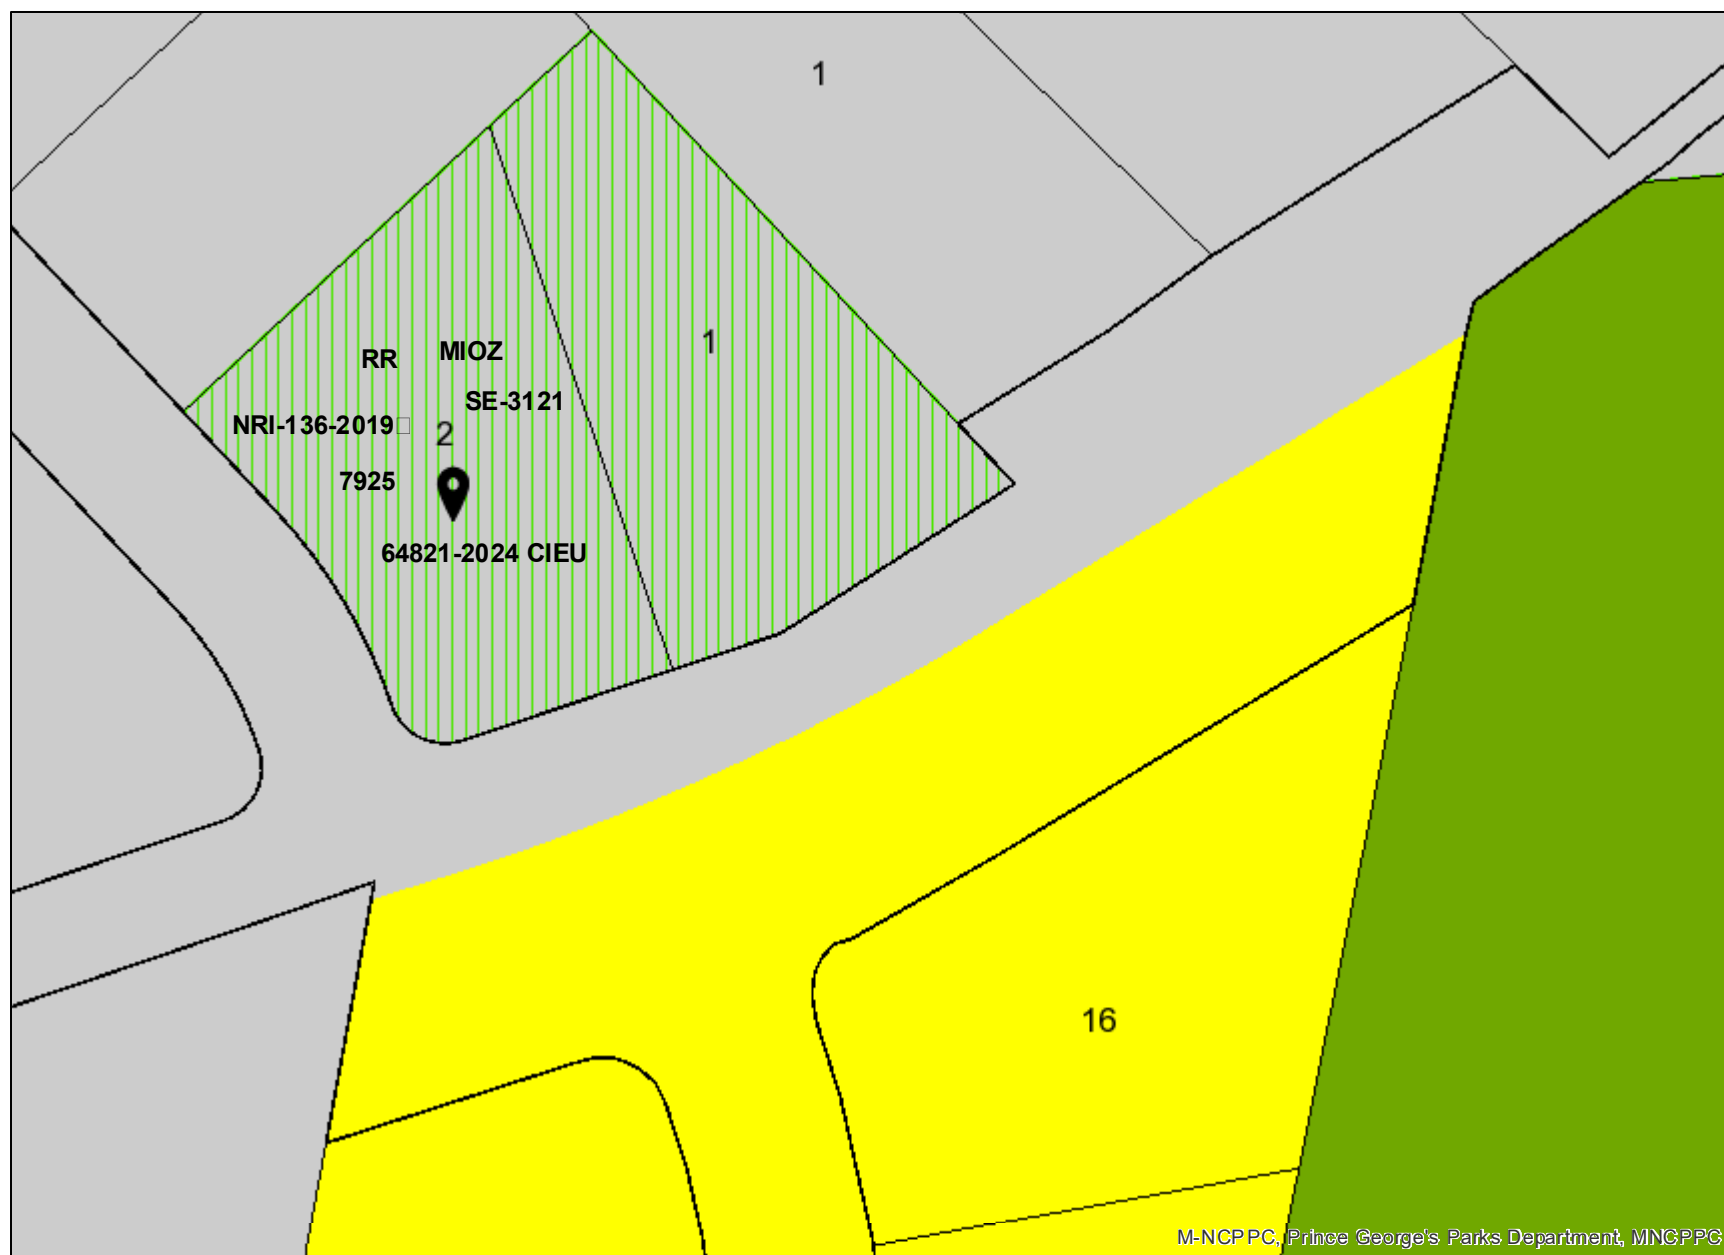 1
1
RR MIOZ
SE-3121
NRI-136-2019 2
7925
64821-2024 CIEU
16
M-NCPPC, Prince George's Parks Department, MNCPPC